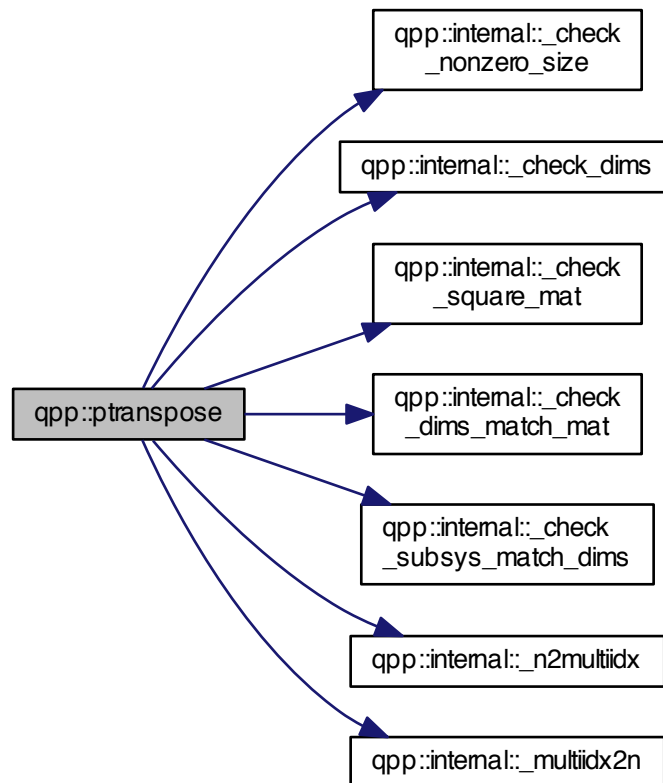 qpp::internal::_check
_nonzero_size
qpp::internal::_check_dims
qpp::internal::_check
_square_mat
qpp::ptranspose
qpp::internal::_check
_dims_match_mat
qpp::internal::_check
_subsys_match_dims
qpp::internal::_n2multiidx
qpp::internal::_multiidx2n